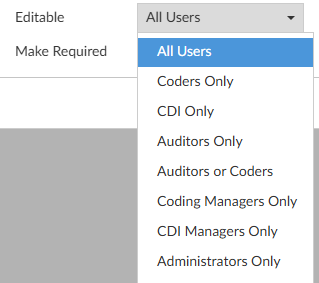 Editable All Users
Make Required
All Users
Coders Only
CDI Only
Auditors Only
Auditors or Coders
Coding Managers Only
CDI Managers Only
Administrators Only